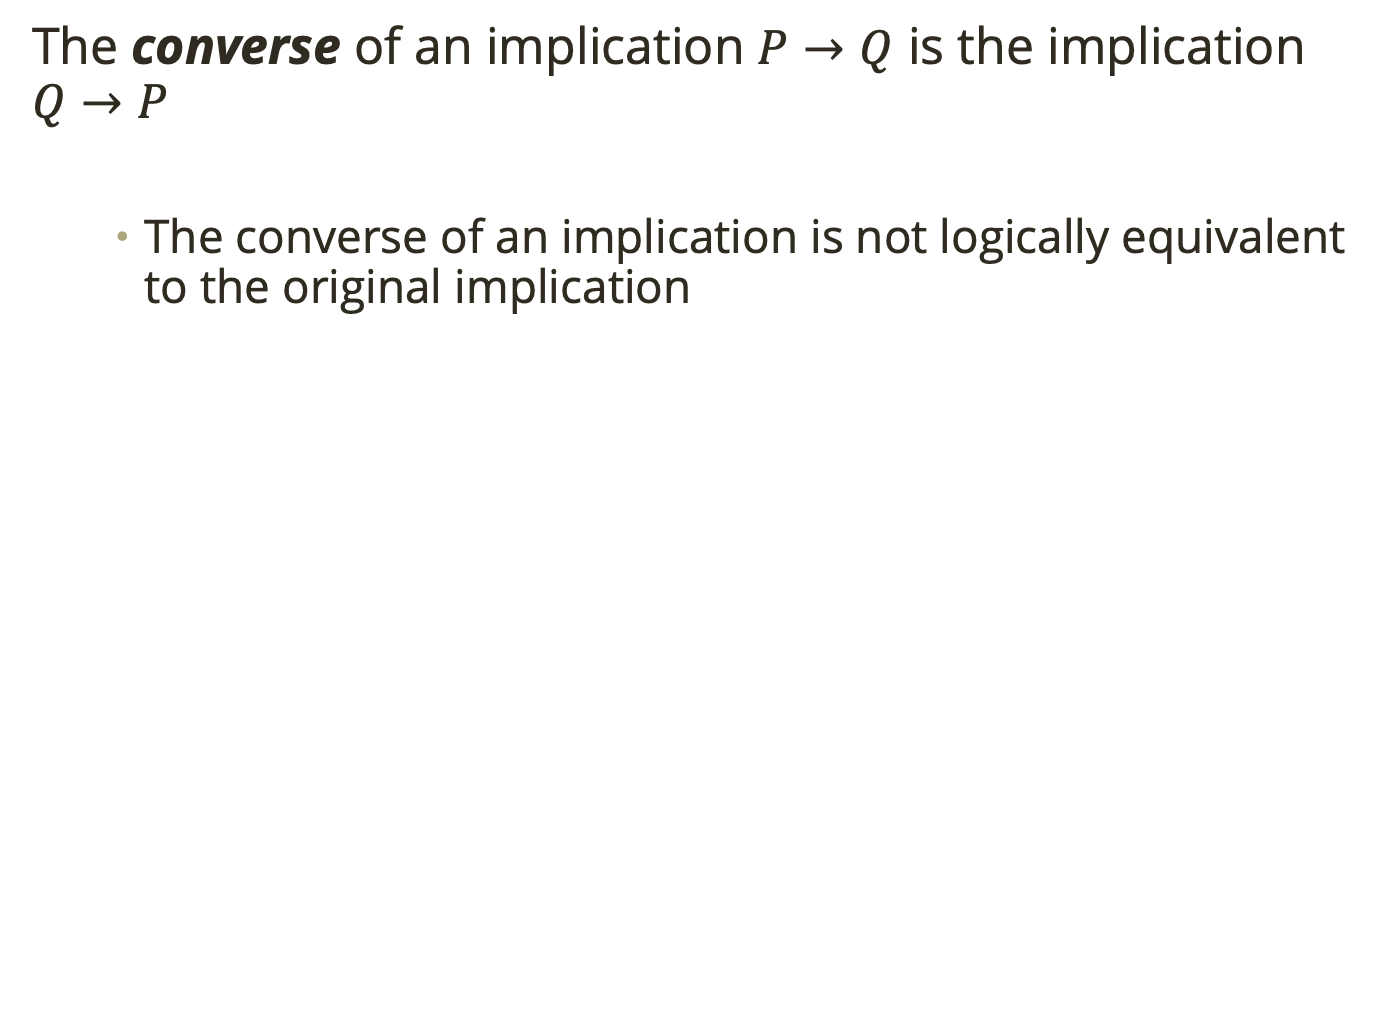 The converse of an implication 𝑃 → 𝑄 is the implication
𝑄 → 𝑃
• The converse of an implication is not logically equivalent
to the original implication